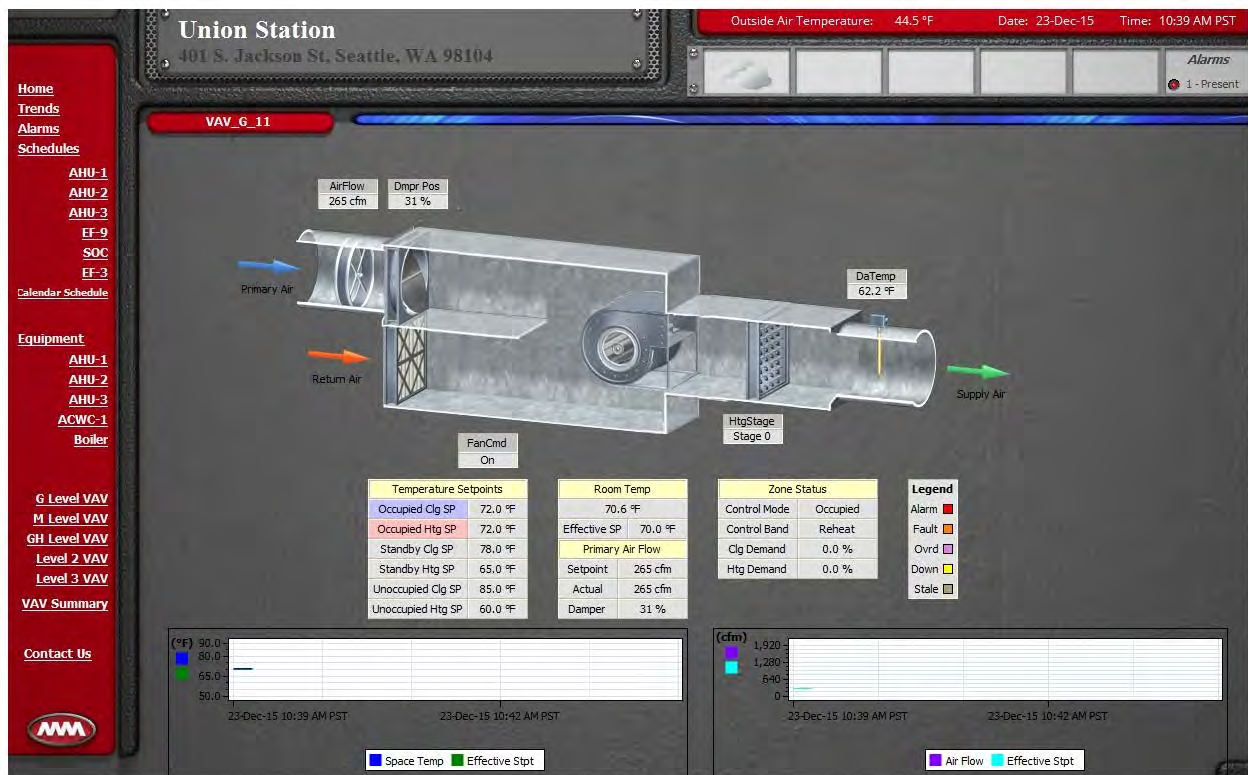 Union Station
401 S. Jackson St, Seattle, WA 98104
Outside Air Temperature: 44.5 °F Date: 23-Dec-15 Time: 10:39 AM PST
Alarms
1 - Present
Home
Trends
Alarms
Schedules
AHU-1
AHU-2
AHU-3
EF-9
SOC
EF-3
Calendar Schedule
Equipment
AHU-1
AHU-2
AHU-3
ACWC-1
Boiler
G Level VAV
M Level VAV
GH Level VAV
Level 2 VAV
Level 3 VAV
VAV Summary
Contact Us
VAV_G_11
AirFlow
265 cfm
Dmpr Pos
31 %
Primary Air
Return Air
DaTemp
62.2 °F
Supply Air
HtgStage
Stage 0
FanCmd
On
Temperature Setpoints
Occupied Clg SP 72.0 °F
Occupied Htg SP 72.0 °F
Standby Clg SP 78.0 °F
Standby Htg SP 65.0 °F
Unoccupied Clg SP 85.0 °F
Unoccupied Htg SP 60.0 °F
Room Temp
70.6 °F
Effective SP 70.0 °F
Primary Air Flow
Setpoint 265 cfm
Actual 265 cfm
Damper 31 %
Zone Status
Control Mode Occupied
Control Band Reheat
Clg Demand 0.0 %
Htg Demand 0.0 %
Legend
Alarm
Fault
Ovrd
Down
Stale
(°F)
90.0
80.0
65.0
50.0
23-Dec-15 10:39 AM PST 23-Dec-15 10:42 AM PST
Space Temp Effective Stpt
(cfm)
1,920
1,280
640
0
23-Dec-15 10:39 AM PST 23-Dec-15 10:42 AM PST
Air Flow Effective Stpt